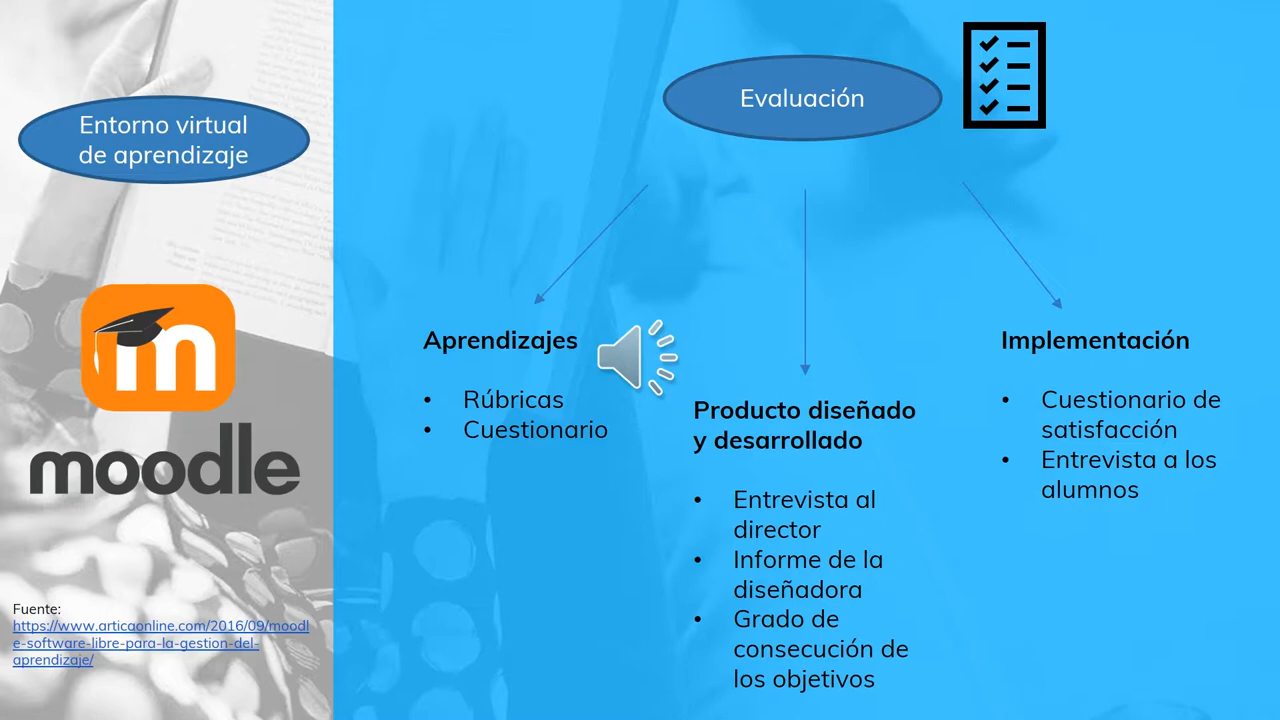 Entorno virtual
de aprendizaje
m
moodle
Fuente:
https://www.articaonline.com/2016/09/moodl
e-software-libre-para-la-gestion-del-
aprendizaje/
Evaluación
Aprendizajes
• Rúbricas
• Cuestionario
Producto diseñado
y desarrollado
• Entrevista al
director
• Informe de la
diseñadora
• Grado de
consecución de
los objetivos
Implementación
• Cuestionario de
satisfacción
• Entrevista a los
alumnos